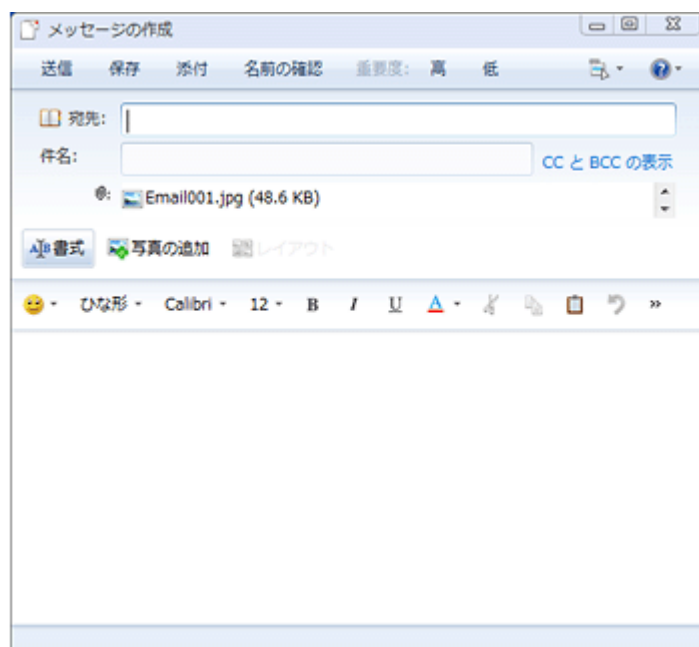 メッセージの作成
送信 保存 添付 名前の確認 重要度: 高 低
宛先:
件名: CC と BCC の表示
Email001.jpg (48.6 KB)
書式 写真の追加 レイアウト
ひな形 Calibri 12 B I U A »